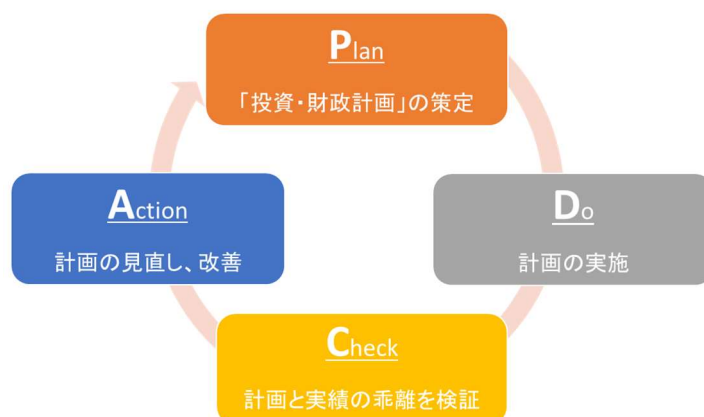 Plan
「投資・財政計画」の策定
Do
計画の実施
Check
計画と実績の乖離を検証
Action
計画の見直し、改善